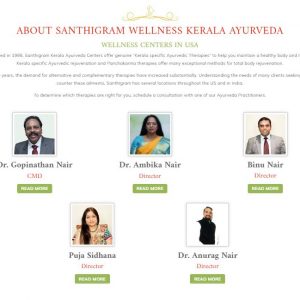 ABOUT SANTHIGRAM WELLNESS KERALA AYURVEDA
WELLNESS CENTERS IN USA
ed in 1999, Santhigram Kerala Ayurveda Centers offer genuine "Kerala specific Ayurvedic Therapies" to help you maintain a healthy body and
Kerala specific Ayurvedic rejuvenation and Panchakarma therapies offer many exceptional methods for total body rejuvenation.
years, the demand for alternative and complementary therapies have increased substantially. Understanding the needs of many clients seeking
counter these ailments, Santhigram has several locations throughout the US and in India.
To determine which therapies are right for you, schedule a consultation with one of our Ayurveda Practitioners.
Dr. Gopinathan Nair
Dr. Ambika Nair
Binu Nair
CMD
Director
Director
READ MORE
READ MORE
READ MORE
Puja Sidhana
Dr. Anurag Nair
Director
Director
READ MORE
READ MORE